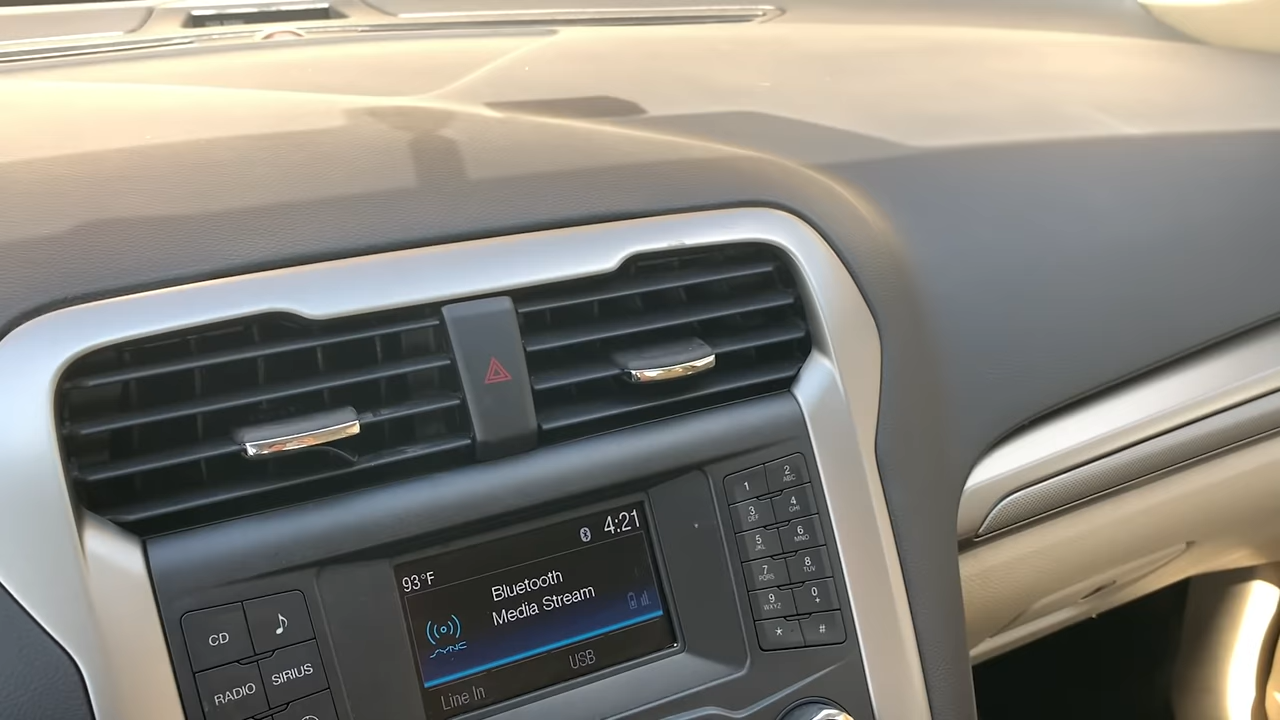 4:21
93°F
Bluetooth
Media Stream
SYNC
USB
Line In
CD
RADIO
SIRIUS
1
2 ABC
3 DEF
4 GHI
5 JKL
6 MNO
7 PQRS
8 TUV
9 WXYZ
0 +
* #